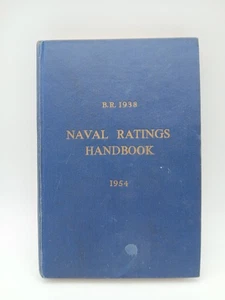 B.R. 1938
NAVAL RATINGS
HANDBOOK
1954